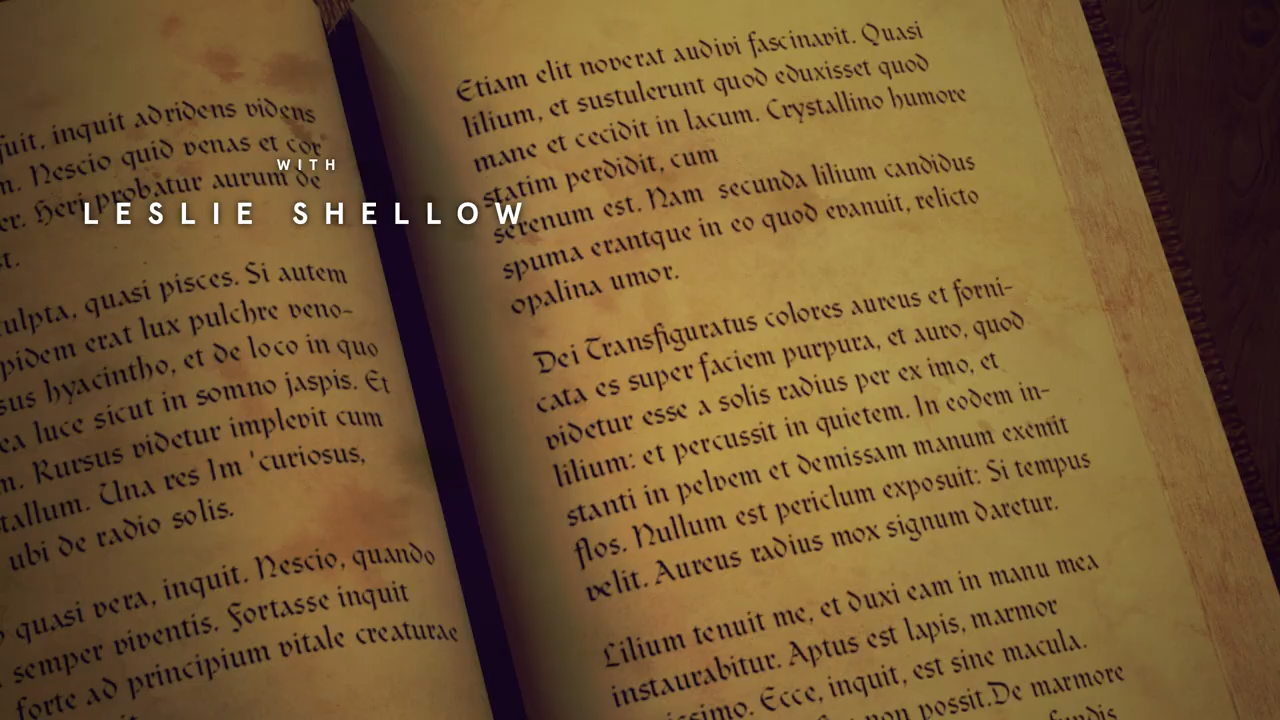 WITH
LESLIE SHELLOW
fuit, inquit adridens videns
Nescio quid venas et cor
Heri probatur aurum de
quasi pisces. Si autem
erat lux pulchre veno-
hyacintho, et de loco in quo
luce sicut in somno jaspis. Et
Rursus videtur implevit cum
Una res Im 'curiosus,
ubi de radio solis.
quasi vera, inquit. Nescio, quando
semper viventis. Fortasse inquit
forte ad principium vitale creaturae
Etiam elit noverat audivi fascinavit. Quasi
lilium, et sustulerunt quod eduxisset quod
mane et cecidit in lacum. Crystallino humore
statim perdidit, cum
serenum est. Nam secunda lilium candidus
spuma erantque in eo quod evanuit, relicto
opalina umor.
Dei Transfiguratus colores aureus et forni-
cata es super faciem purpura, et auro, quod
videtur esse a solis radius per ex imo, et
lilium: et percussit in quietem. In eodem in-
stanti in pelvem et demissam manum exemit
flos. Nullum est periclum exposuit: Si tempus
velit. Aureus radius mox signum daretur.
Lilium tenuit me, et duxi eam in manu mea
instaurabitur. Aptus est lapis, marmor
Ecce, inquit, est sine macula.
non possit.De marmore